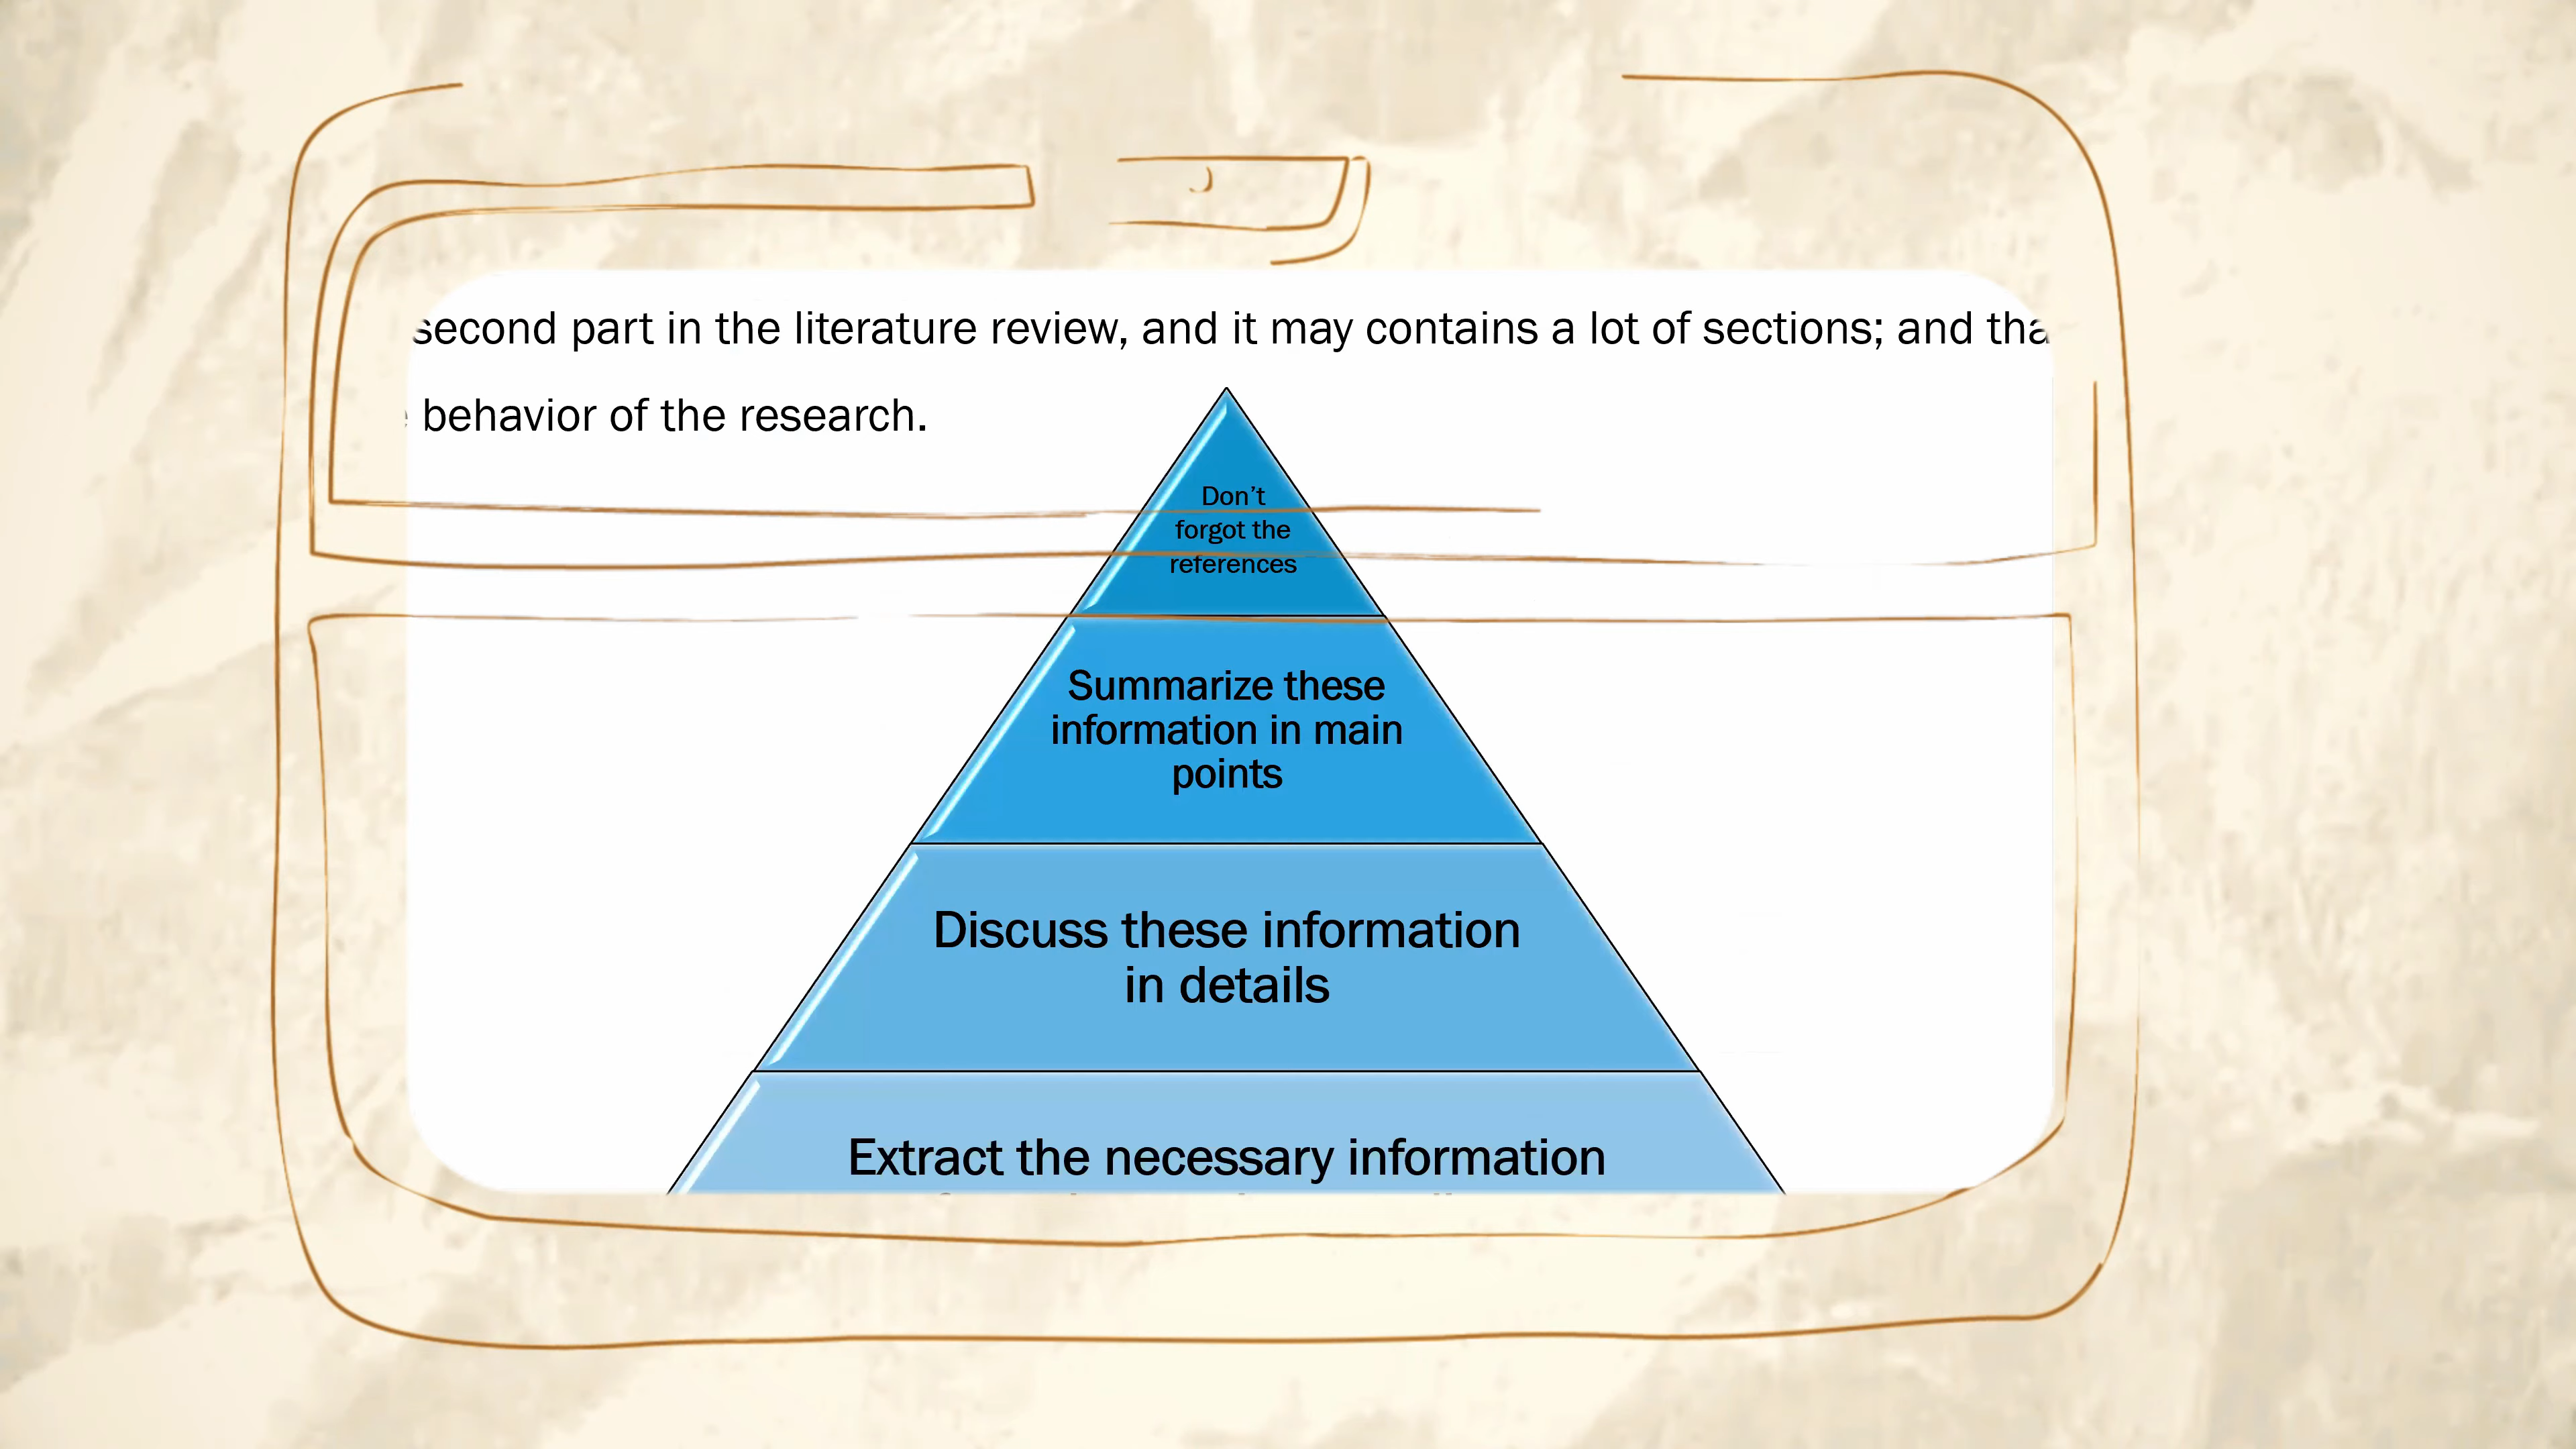 second part in the literature review, and it may contains a lot of sections; and tha
behavior of the research.
Don’t
forgot the
references
Summarize these
information in main
points
Discuss these information
in details
Extract the necessary information